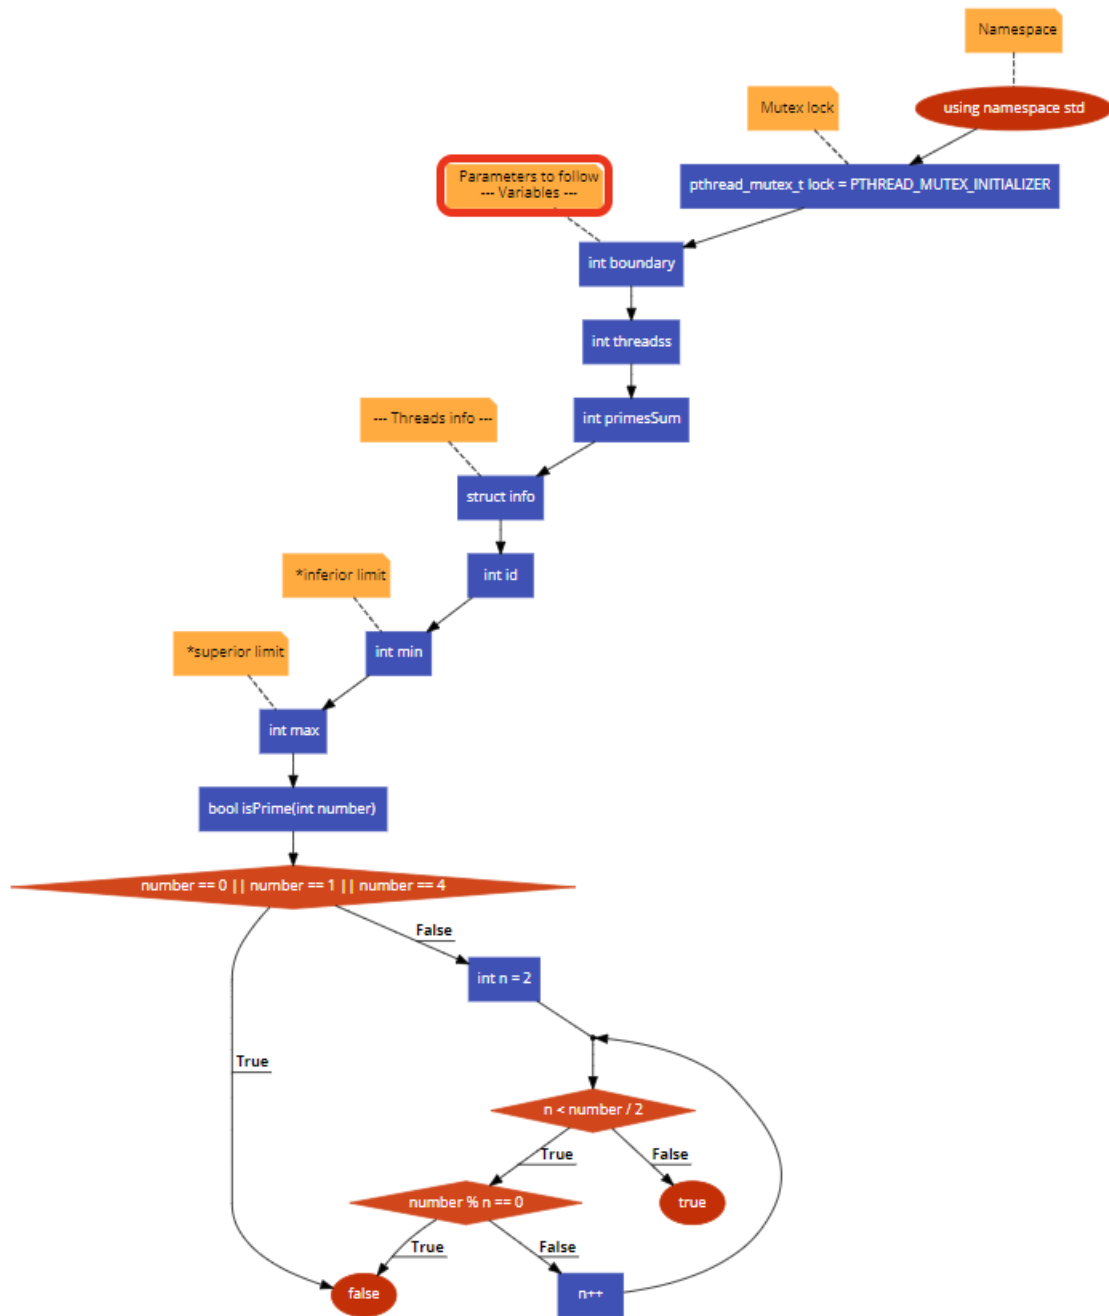 Namespace
using namespace std
Mutex lock
pthread_mutex_t lock = PTHREAD_MUTEX_INITIALIZER
Parameters to follow
--- Variables ---
int boundary
int threadss
int primesSum
--- Threads info ---
struct info
int id
*inferior limit
int min
*superior limit
int max
bool isPrime(int number)
number == 0 || number == 1 || number == 4
False
int n = 2
True
n < number / 2
True
False
number % n == 0
true
True
False
false
n++